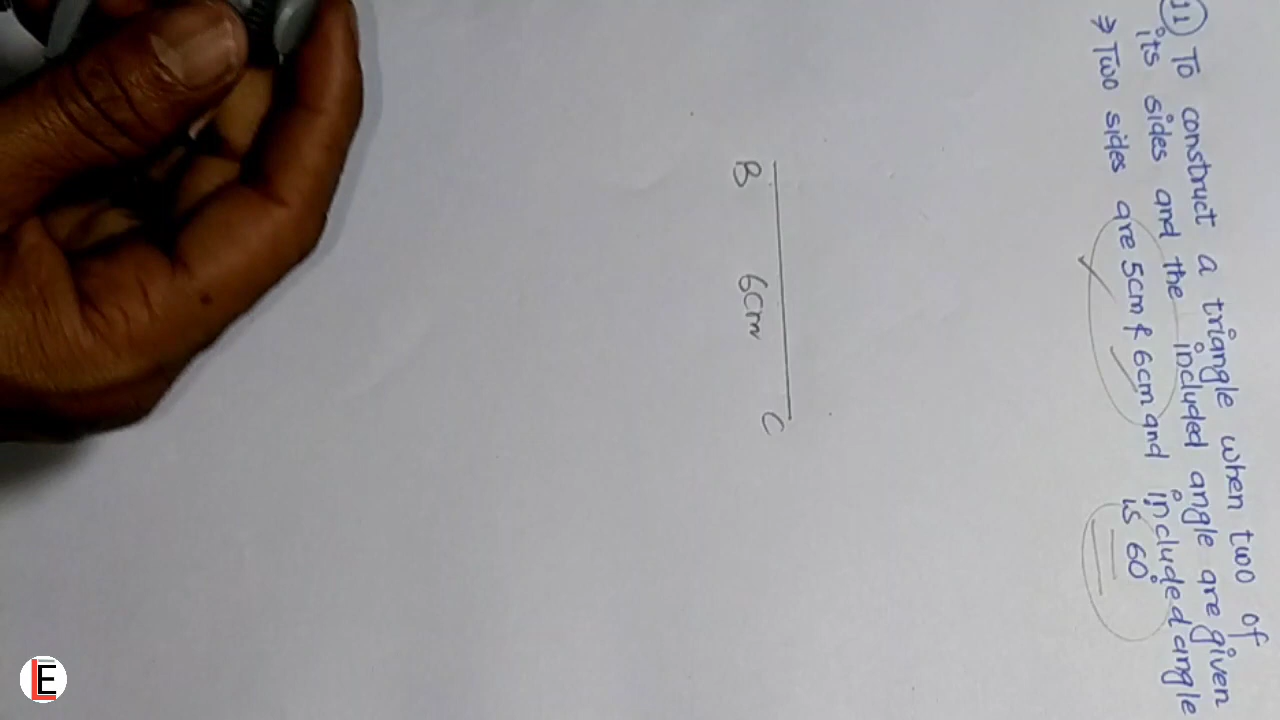 11 To construct a triangle when two of
its sides and the included angle are given
⇒ Two sides are 5cm & 6cm and included angle
is 60°
B 6cm C
LE